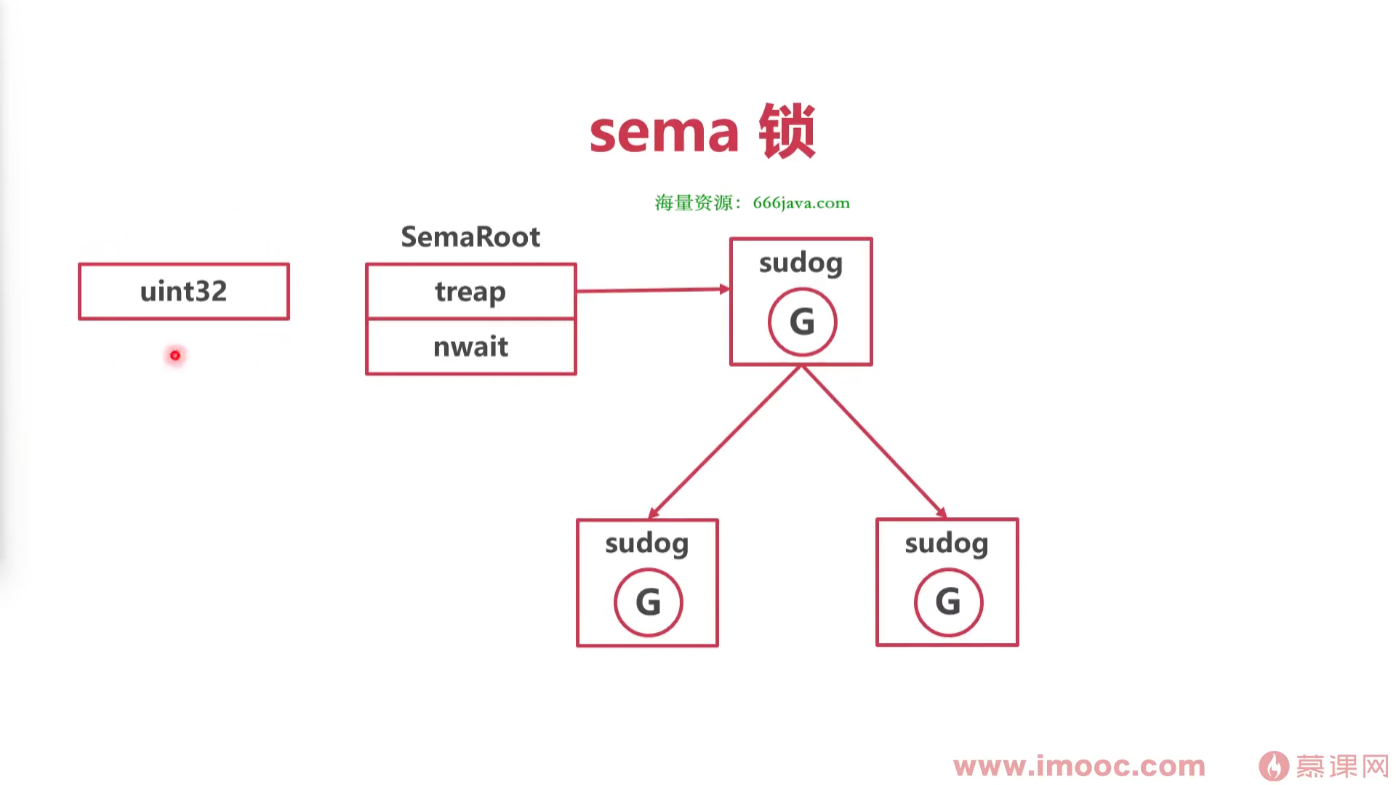 sema 锁
海量资源：666java.com
SemaRoot
uint32
treap
nwait
sudog
G
sudog
G
sudog
G
www.imooc.com
慕课网